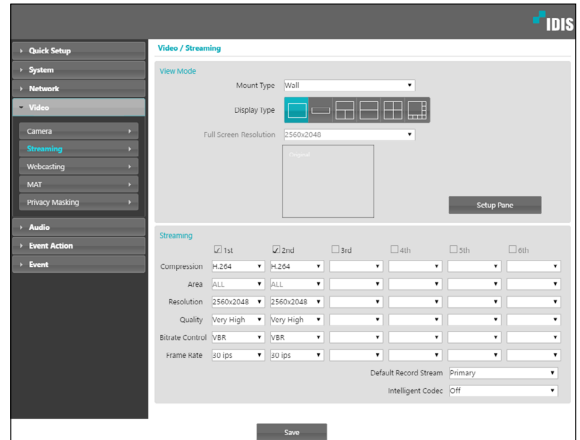 IDIS
Quick Setup
System
Network
Video
Camera
Streaming
Webcasting
MAT
Privacy Masking
Audio
Event Action
Event
Video / Streaming
View Mode
Mount Type Wall
Display Type
Full Screen Resolution 2560x2048
Original
Setup Pane
Streaming
1st 2nd 3rd 4th 5th 6th
Compression H.264 H.264
Area ALL ALL
Resolution 2560x2048 2560x2048
Quality Very High Very High
Bitrate Control VBR VBR
Frame Rate 30 ips 30 ips
Default Record Stream Primary
Intelligent Codec Off
Save